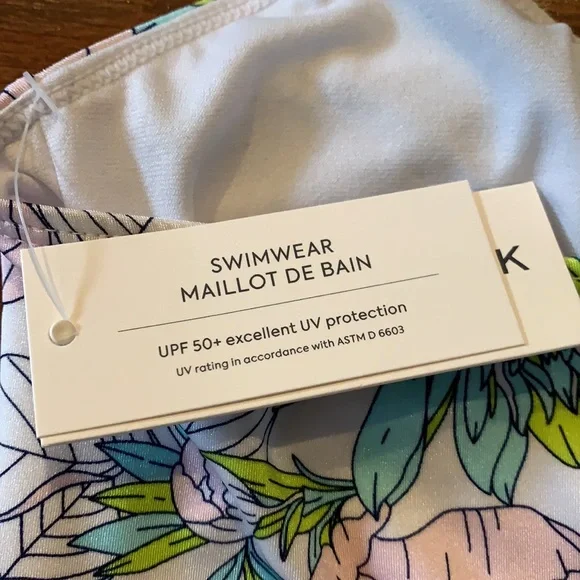 SWIMWEAR
MAILLOT DE BAIN
UPF 50+ excellent UV protection
UV rating in accordance with ASTM D 6603
K